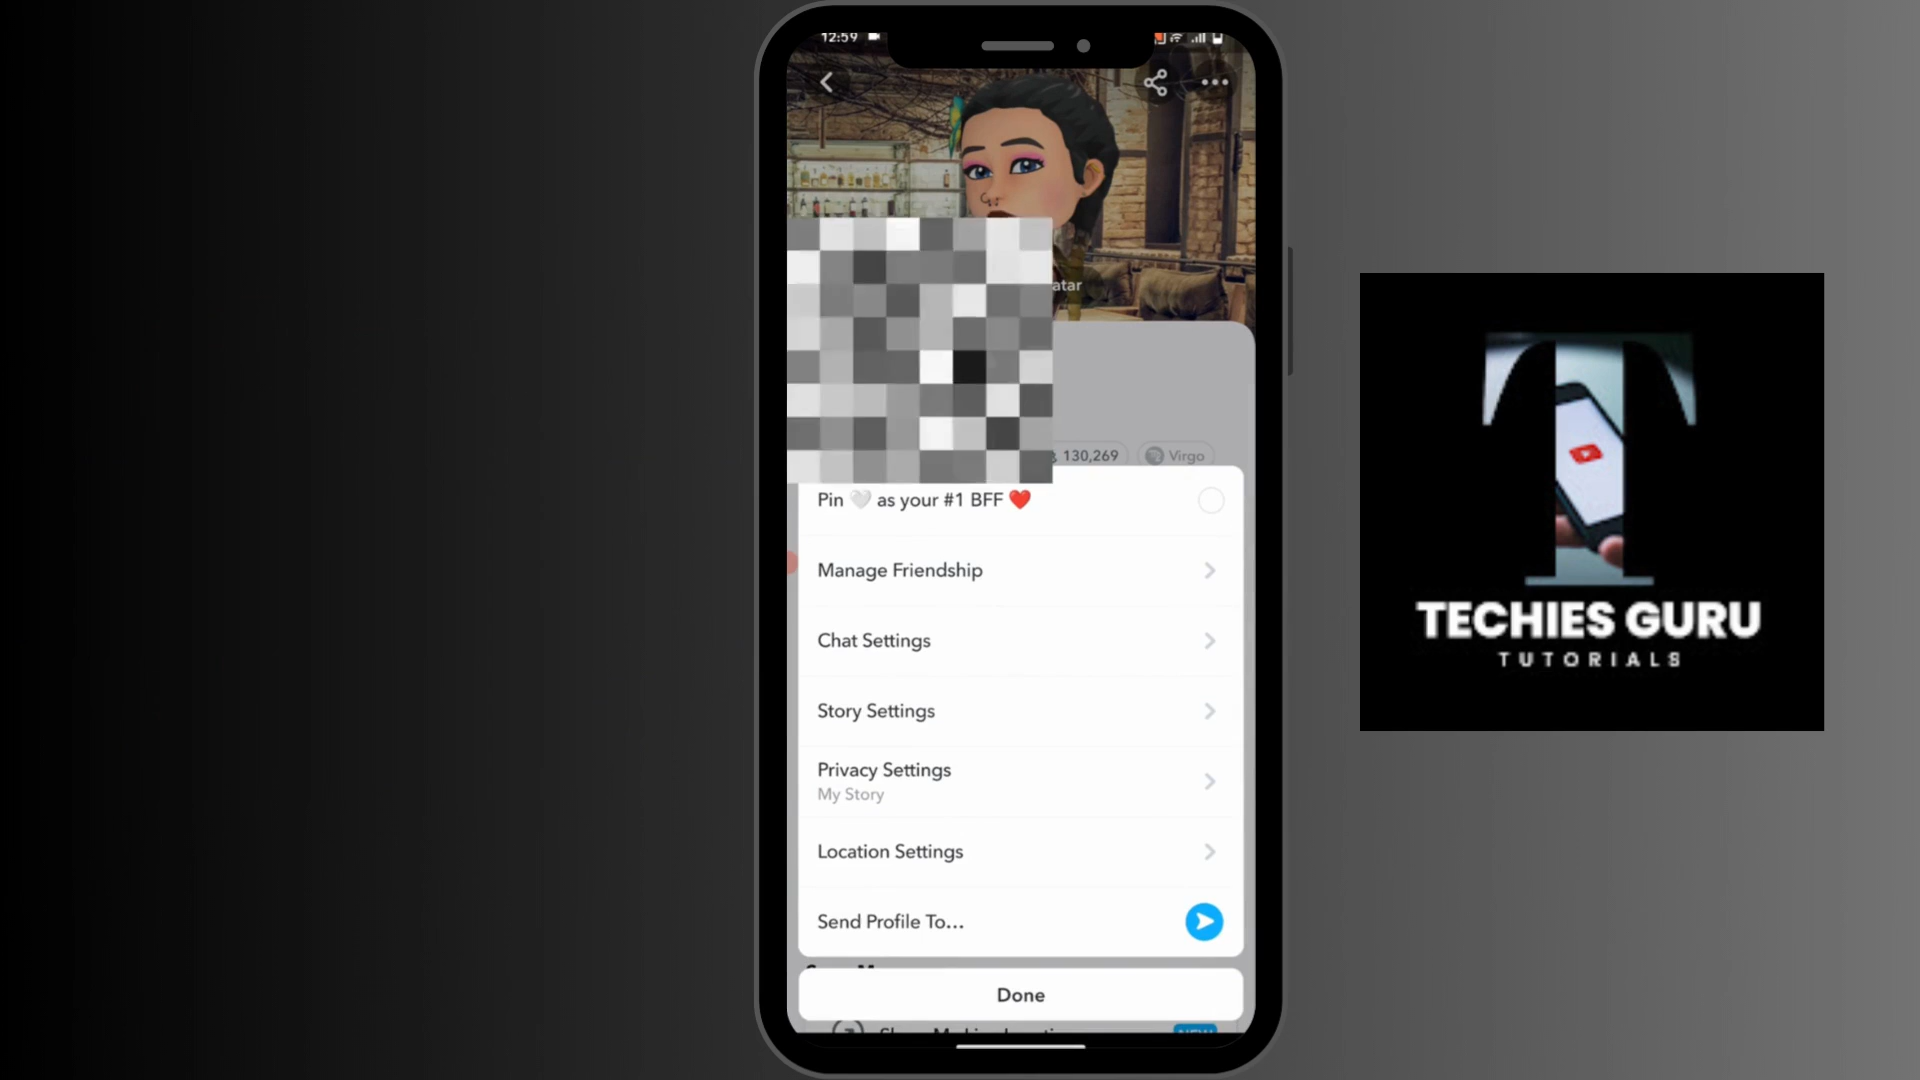 12:59
atar
130,269
Virgo
Pin 🤍 as your #1 BFF ❤️
Manage Friendship
Chat Settings
Story Settings
Privacy Settings
My Story
Location Settings
Send Profile To...
Done
NEW
TECHIES GURU
TUTORIALS